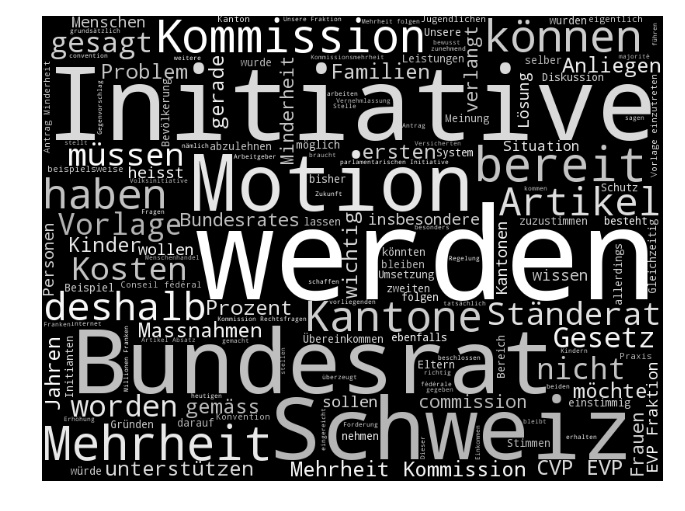 Menschen
Kanton
Unsere Fraktion
Mehrheit folgen
Jugendlichen
würden
eigentlich
grundsätzlich
gesagt
Kommission
Unsere
bewusst
zunehmend
können
führen
convention
weitere
Kommissionsmehrheit
majorité
Antrag Minderheit
Gegenvorschlag
Problem
Bevölkerung
wurde
gerade
Familien
Leistungen
verlangt
selber
Anliegen
Diskussion
Lösung
Initiative
arbeiten
Vernehmlassung
Stelle
Minderheit
Meinung
Antrag
sagen
Vorlage einzutreten
stellt
nämlich
abzulehnen
möglich
Versicherten
müssen
Volksinitiative
Arbeitgeber
braucht
parlamentarischen Initiative
ersten
System
Situation
bereit
beispielsweise
heisst
bisher
Zukunft
haben
Motion
kommen
Schutz
Artikel
Vorlage
Fragen
Bundesrates
lassen
insbesondere
besonders
zuzustimmen
besteht
Personen
Kinder
wollen
werden
wichtig
könnten
bleiben
Umsetzung
Regelung
Kantonen
allerdings
Gleichzeitig
Kosten
Menschenhandel
zweiten
wissen
Beispiel
Conseil fédéral
schaffen
folgen
vorliegenden
tatsächlich
deshalb
Prozent
Kantone
Ständerat
Franken
internet
Millionen Franken
Kommission Rechtsfragen
Massnahmen
Übereinkommen
ebenfalls
Gesetz
Jahren
Initianten
Artikel Absatz
gemacht
stellen
beschlossen
Bereich
Kindern
Praxis
Bundesrat
überzeugt
Eltern
richtig
nicht
heutigen
fédérale
gegeben
beiden
möchte
worden
gemäss
sollen
commission
einstimmig
Erhöhung
Gründen
darauf
Konvention
Schweiz
eingereicht
Forderung
nehmen
Dieser
Stimmen
Einkommen
bleibt
erhalten
Frauen
EVP Fraktion
Mehrheit
würde
unterstützen
Mehrheit Kommission
CVP EVP